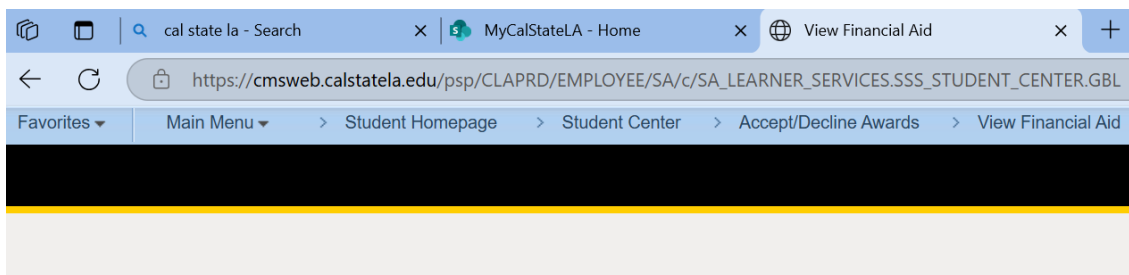 cal state la - Search MyCalStateLA - Home View Financial Aid
https://cmsweb.calstatela.edu/psp/CLAPRD/EMPLOYEE/SA/c/SA_LEARNER_SERVICES.SSS_STUDENT_CENTER.GBL
Favorites Main Menu > Student Homepage > Student Center > Accept/Decline Awards > View Financial Aid